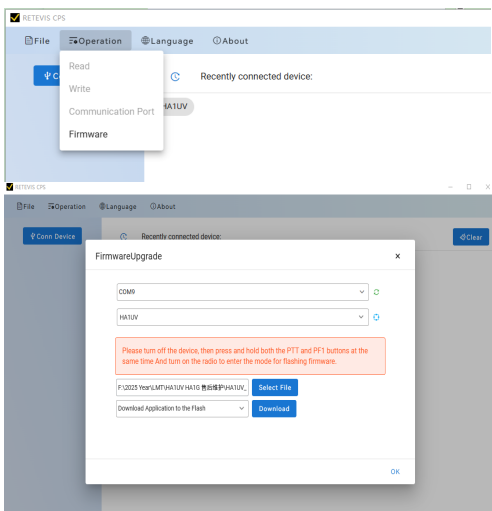 RETEVIS CPS
File Operation Language About
Read
Write
Communication Port
Firmware
Recently connected device:
HA1UV
RETEVIS CPS
File Operation Language About
Conn Device
Recently connected device:
Clear
FirmwareUpgrade
COM9
HA1UV
Please turn off the device, then press and hold both the PTT and PF1 buttons at the
same time And turn on the radio to enter the mode for flashing firmware.
F:\2025 Year\LMT\HA1UV HA1G 售后维护\HA1UV_
Select File
Download Application to the Flash
Download
OK